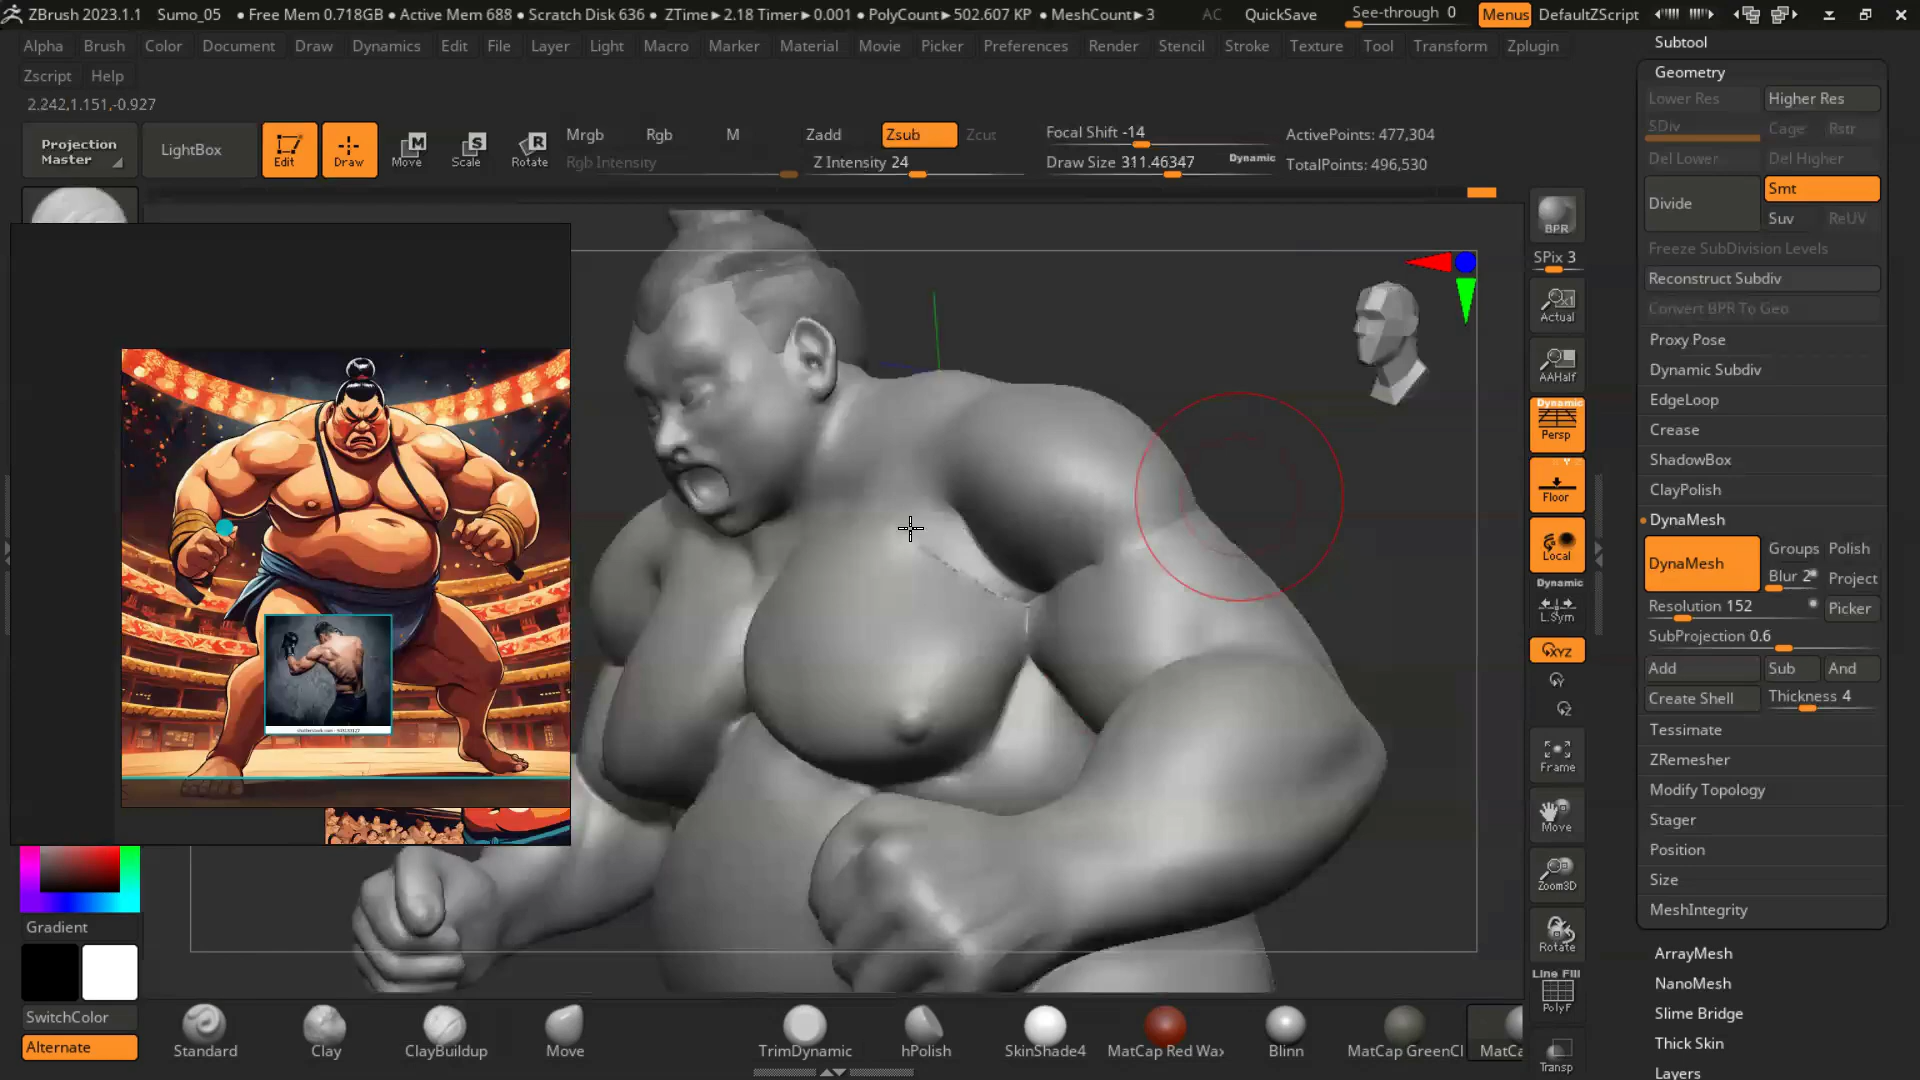 ZBrush 2023.1.1 Sumo_05 ● Free Mem 0.718GB ● Active Mem 688 ● Scratch Disk 636 ● ZTime►2.18 Timer►0.001 ● PolyCount►502.607 KP ● MeshCount►3 AC QuickSave See-through 0 Menus DefaultZScript
Alpha Brush Color Document Draw Dynamics Edit File Layer Light Macro Marker Material Movie Picker Preferences Render Stencil Stroke Texture Tool Transform Zplugin
Zscript Help
2.242,1.151,-0.927
Projection Master
LightBox
Edit
Draw
Move
Scale
Rotate
Mrgb Rgb M
Rgb Intensity
Zadd Zsub Zcut
Z Intensity 24
Focal Shift -14
Draw Size 311.46347 Dynamic
ActivePoints: 477,304
TotalPoints: 496,530
BPR
SPix 3
Actual
AAHalf
Dynamic
Persp
Floor
Local
Dynamic
L.Sym
XYZ
Y
Z
Frame
Move
Zoom3D
Rotate
Line Fill
PolyF
Transp
Subtool
Geometry
Lower Res Higher Res
SDiv Cage Rstr
Del Lower Del Higher
Divide Smt
Suv ReUV
Freeze SubDivision Levels
Reconstruct Subdiv
Convert BPR To Geo
Proxy Pose
Dynamic Subdiv
EdgeLoop
Crease
ShadowBox
ClayPolish
DynaMesh
DynaMesh Groups Polish
Blur 2 Project
Resolution 152 Picker
SubProjection 0.6
Add Sub And
Create Shell Thickness 4
Tessimate
ZRemesher
Modify Topology
Stager
Position
Size
MeshIntegrity
ArrayMesh
NanoMesh
Slime Bridge
Thick Skin
Layers
Gradient
SwitchColor
Alternate
Standard Clay ClayBuildup Move TrimDynamic hPolish SkinShade4 MatCap Red Wax Blinn MatCap GreenCl MatCa